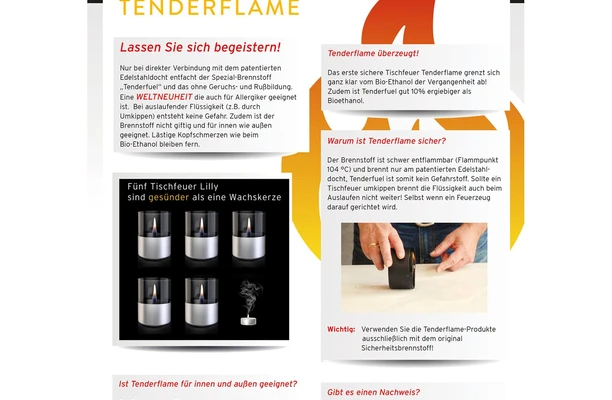 TENDERFLAME
Lassen Sie sich begeistern!
Nur bei direkter Verbindung mit dem patentierten
Edelstahldocht entfacht der Spezial-Brennstoff
„Tenderfuel“ und das ohne Geruchs- und Rußbildung.
Eine WELTNEUHEIT die auch für Allergiker geeignet
ist. Bei auslaufender Flüssigkeit (z.B. durch
Umkippen) entsteht keine Gefahr. Zudem ist der
Brennstoff nicht giftig und für innen wie außen
geeignet. Lästige Kopfschmerzen wie beim
Bio-Ethanol bleiben fern.
Fünf Tischfeuer Lilly
sind gesünder als eine Wachskerze
Ist Tenderflame für innen und außen geeignet?
Tenderflame überzeugt!
Das erste sichere Tischfeuer Tenderflame grenzt sich
ganz klar vom Bio-Ethanol der Vergangenheit ab!
Zudem ist Tenderfuel gut 10% ergiebiger als
Bioethanol.
Warum ist Tenderflame sicher?
Der Brennstoff ist schwer entflammbar (Flammpunkt
104 ºC) und brennt nur am patentierten Edelstahl-
docht, Tenderfuel ist somit kein Gefahrstoff. Sollte ein
Tischfeuer umkippen brennt die Flüssigkeit auch beim
Auslaufen nicht weiter! Selbst wenn ein Feuerzeug
darauf gerichtet wird.
Wichtig: Verwenden Sie die Tenderflame-Produkte
ausschließlich mit dem original
Sicherheitsbrennstoff!
Gibt es einen Nachweis?